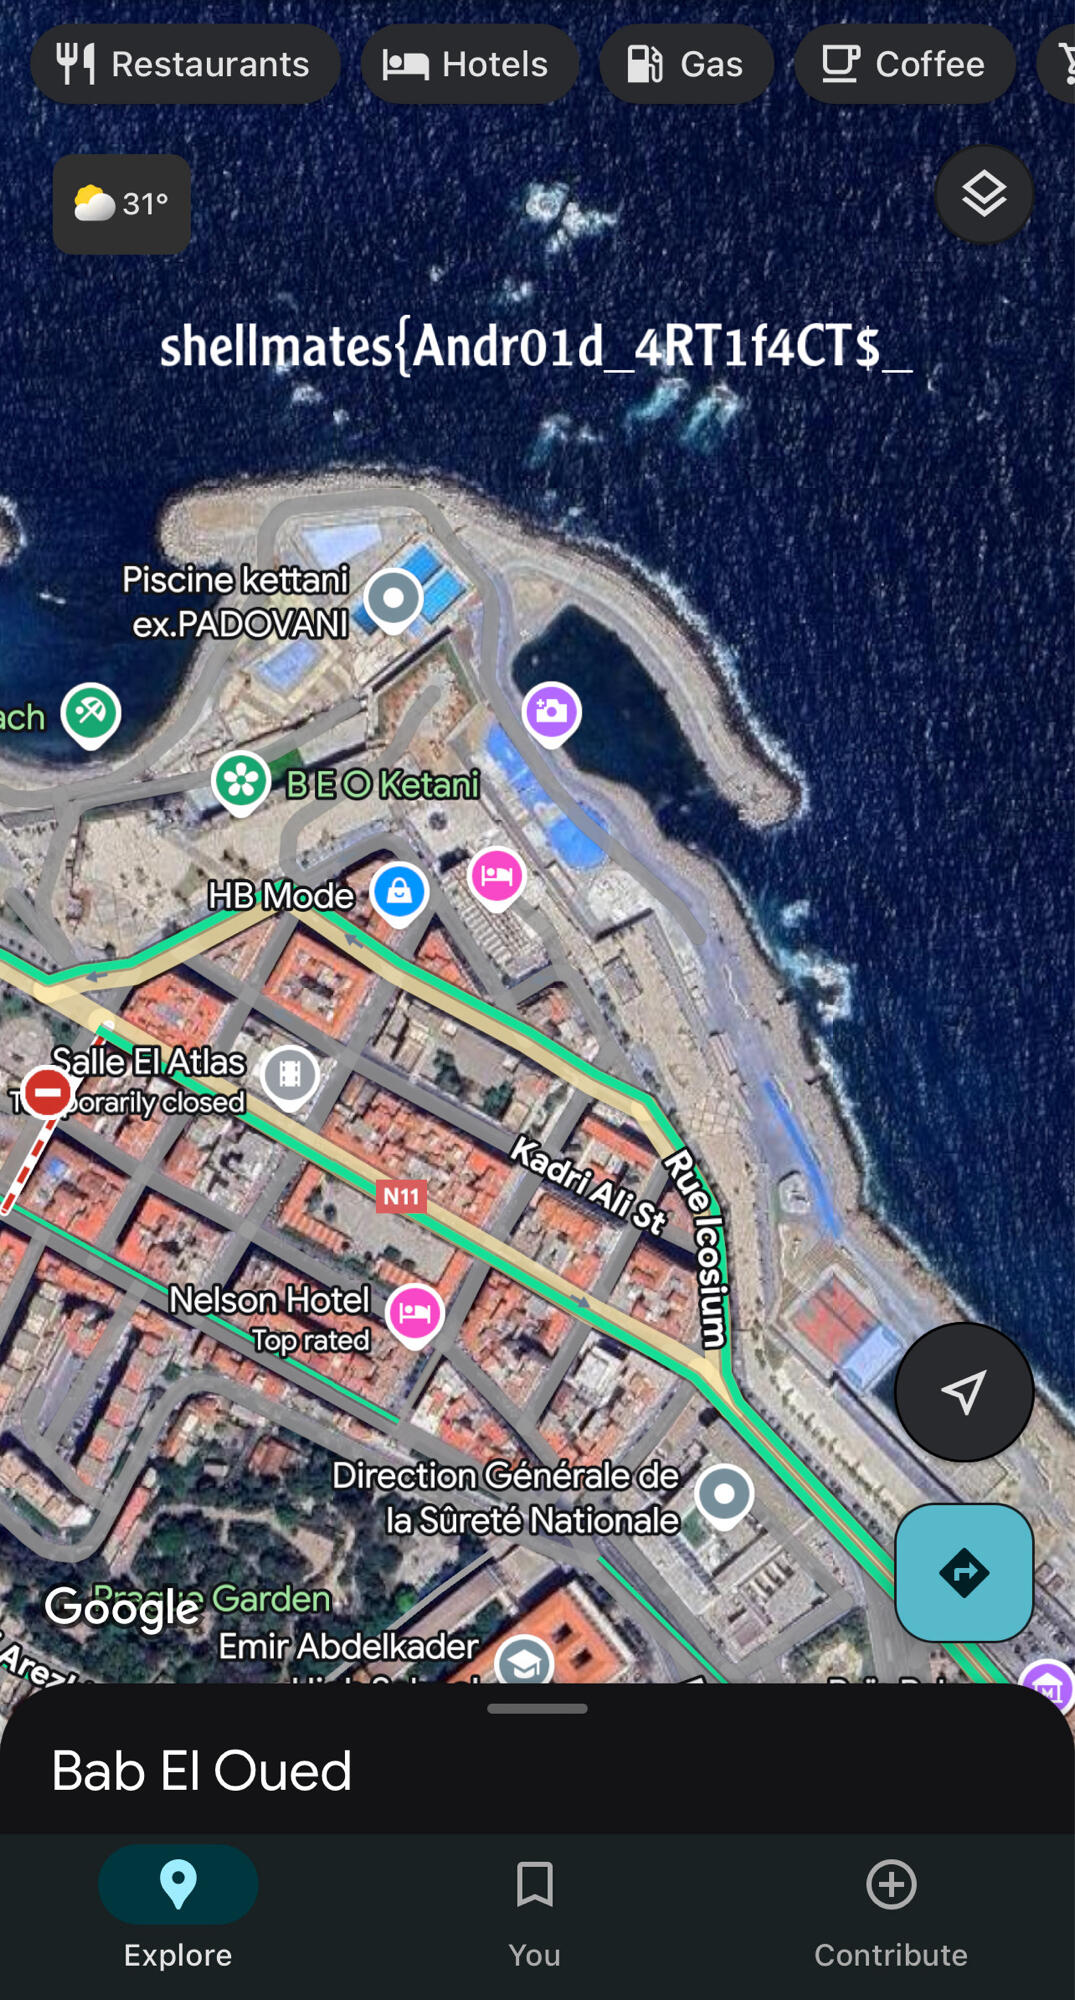 Restaurants
Hotels
Gas
Coffee
31°
shellmates{Andr01d_4RT1f4CT$_
Piscine kettani
ex.PADOVANI
ach
B E O Ketani
HB Mode
Salle El Atlas
Temporarily closed
Kadri Ali St
Rue Icosium
N11
Nelson Hotel
Top rated
Direction Générale de
la Sûreté Nationale
Prague Garden
Google
Emir Abdelkader
Bab El Oued
Explore
You
Contribute